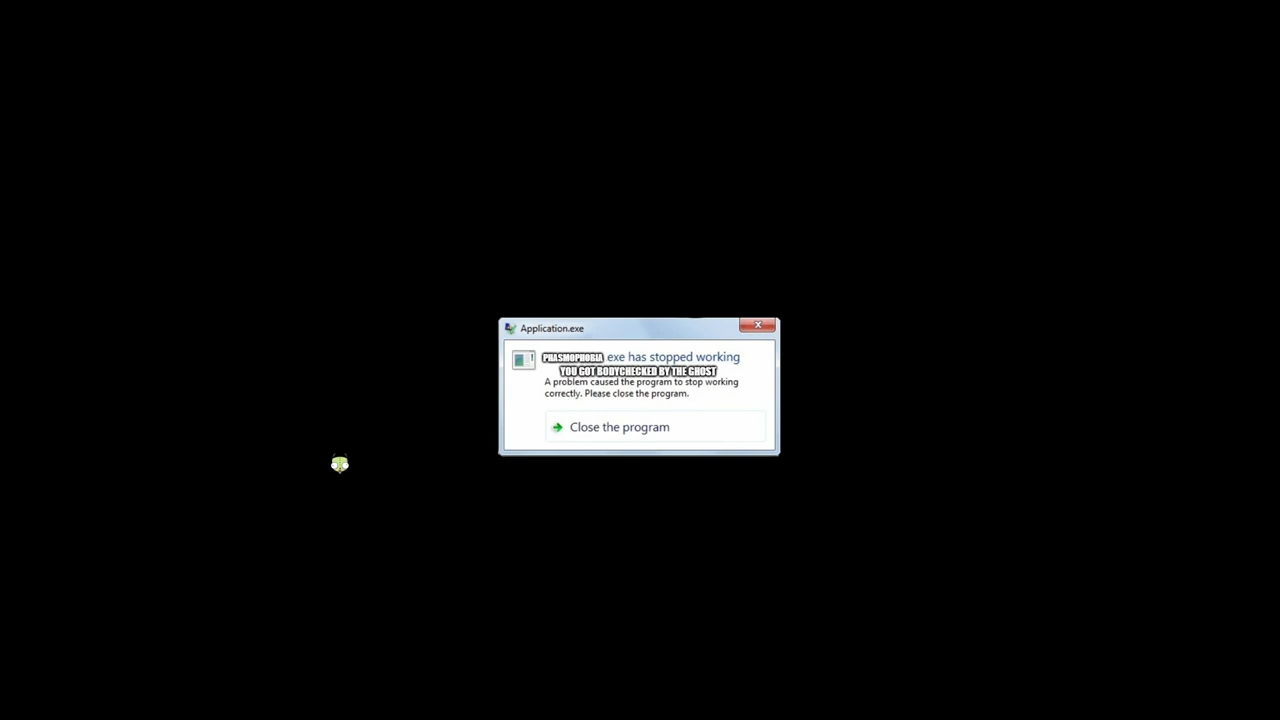 Application.exe
PHASMOPHOBIA exe has stopped working
YOU GOT BODYCHECKED BY THE GHOST
A problem caused the program to stop working
correctly. Please close the program.
Close the program